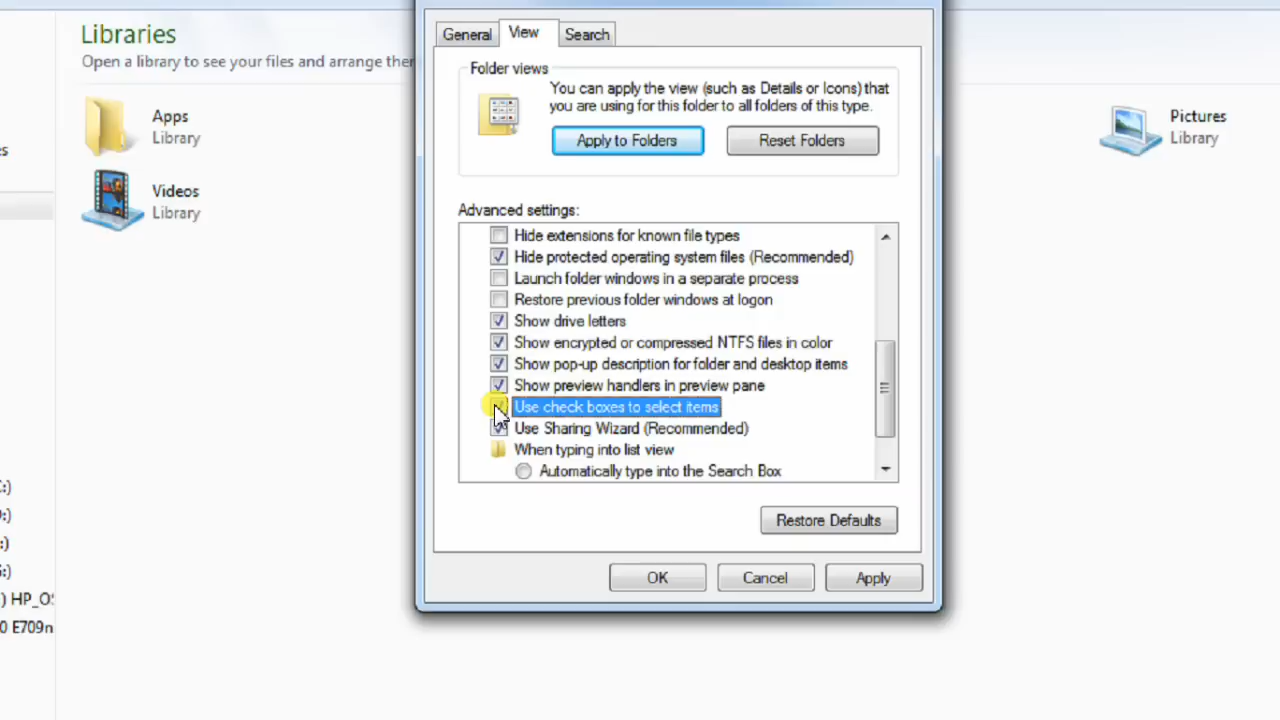 Libraries
Open a library to see your files and arrange
Apps
Library
Videos
Library
Pictures
Library
:)
:)
:)
:)
) HP_OS
0 E709n
General
View
Search
Folder views
You can apply the view (such as Details or Icons) that
you are using for this folder to all folders of this type.
Apply to Folders
Reset Folders
Advanced settings:
Hide extensions for known file types
Hide protected operating system files (Recommended)
Launch folder windows in a separate process
Restore previous folder windows at logon
Show drive letters
Show encrypted or compressed NTFS files in color
Show pop-up description for folder and desktop items
Show preview handlers in preview pane
Use check boxes to select items
Use Sharing Wizard (Recommended)
When typing into list view
Automatically type into the Search Box
Restore Defaults
OK
Cancel
Apply